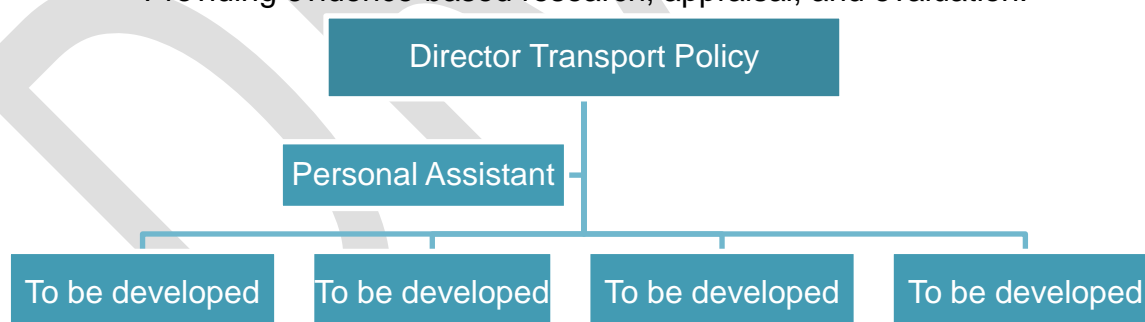 Providing evidence-based research, appraisal, and evaluation.
Director Transport Policy
Personal Assistant
To be developed
To be developed
To be developed
To be developed